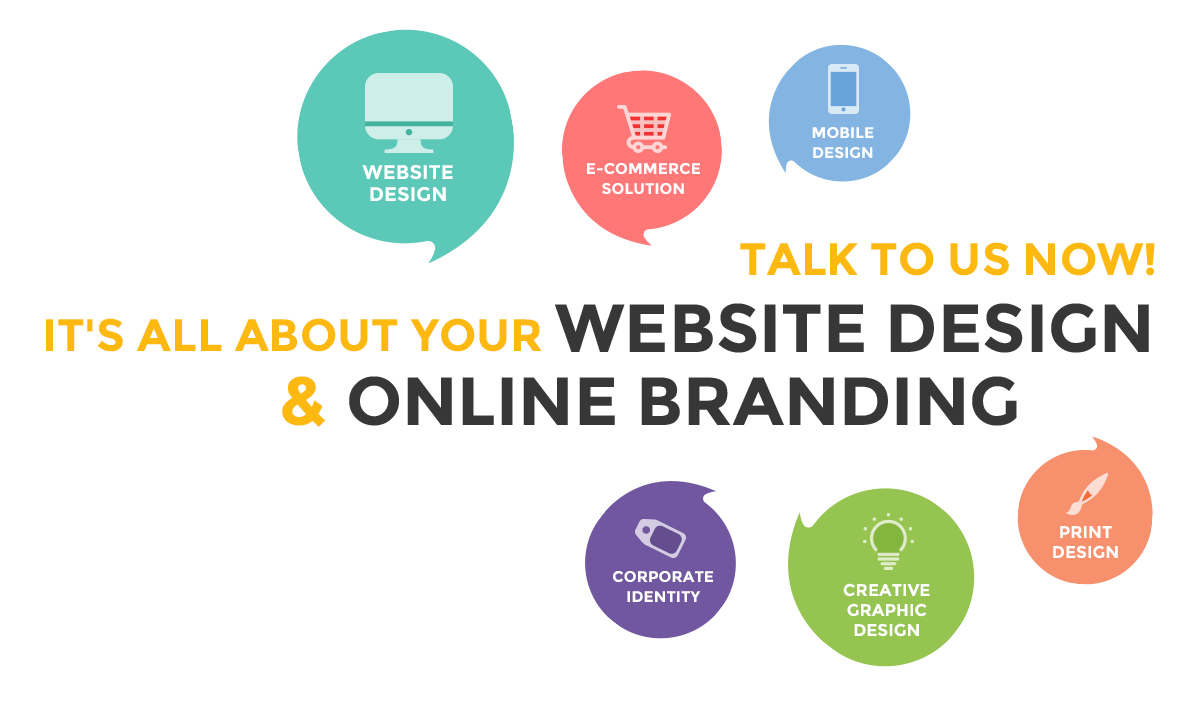 WEBSITE
DESIGN
E-COMMERCE
SOLUTION
MOBILE
DESIGN
TALK TO US NOW!
IT'S ALL ABOUT YOUR WEBSITE DESIGN
& ONLINE BRANDING
CORPORATE
IDENTITY
CREATIVE
GRAPHIC
DESIGN
PRINT
DESIGN